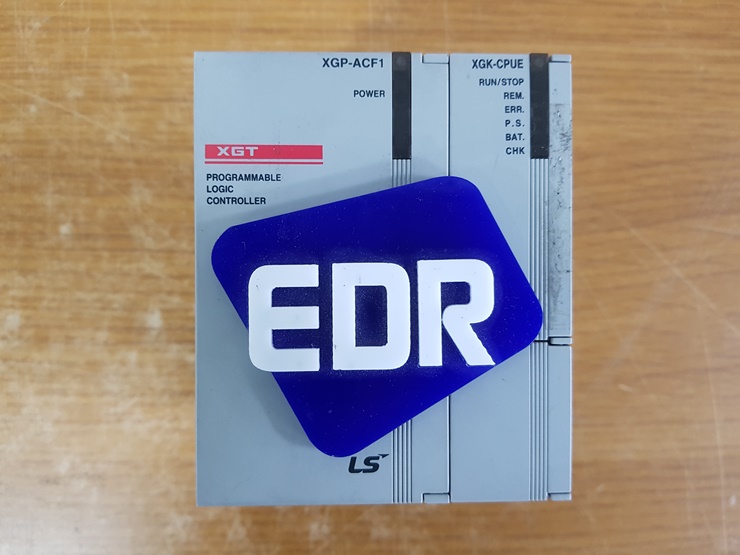 XGP-ACF1
POWER
XGT
PROGRAMMABLE
LOGIC
CONTROLLER
XGK-CPUE
RUN/STOP
REM.
ERR.
P.S.
BAT.
CHK
EDR
LS